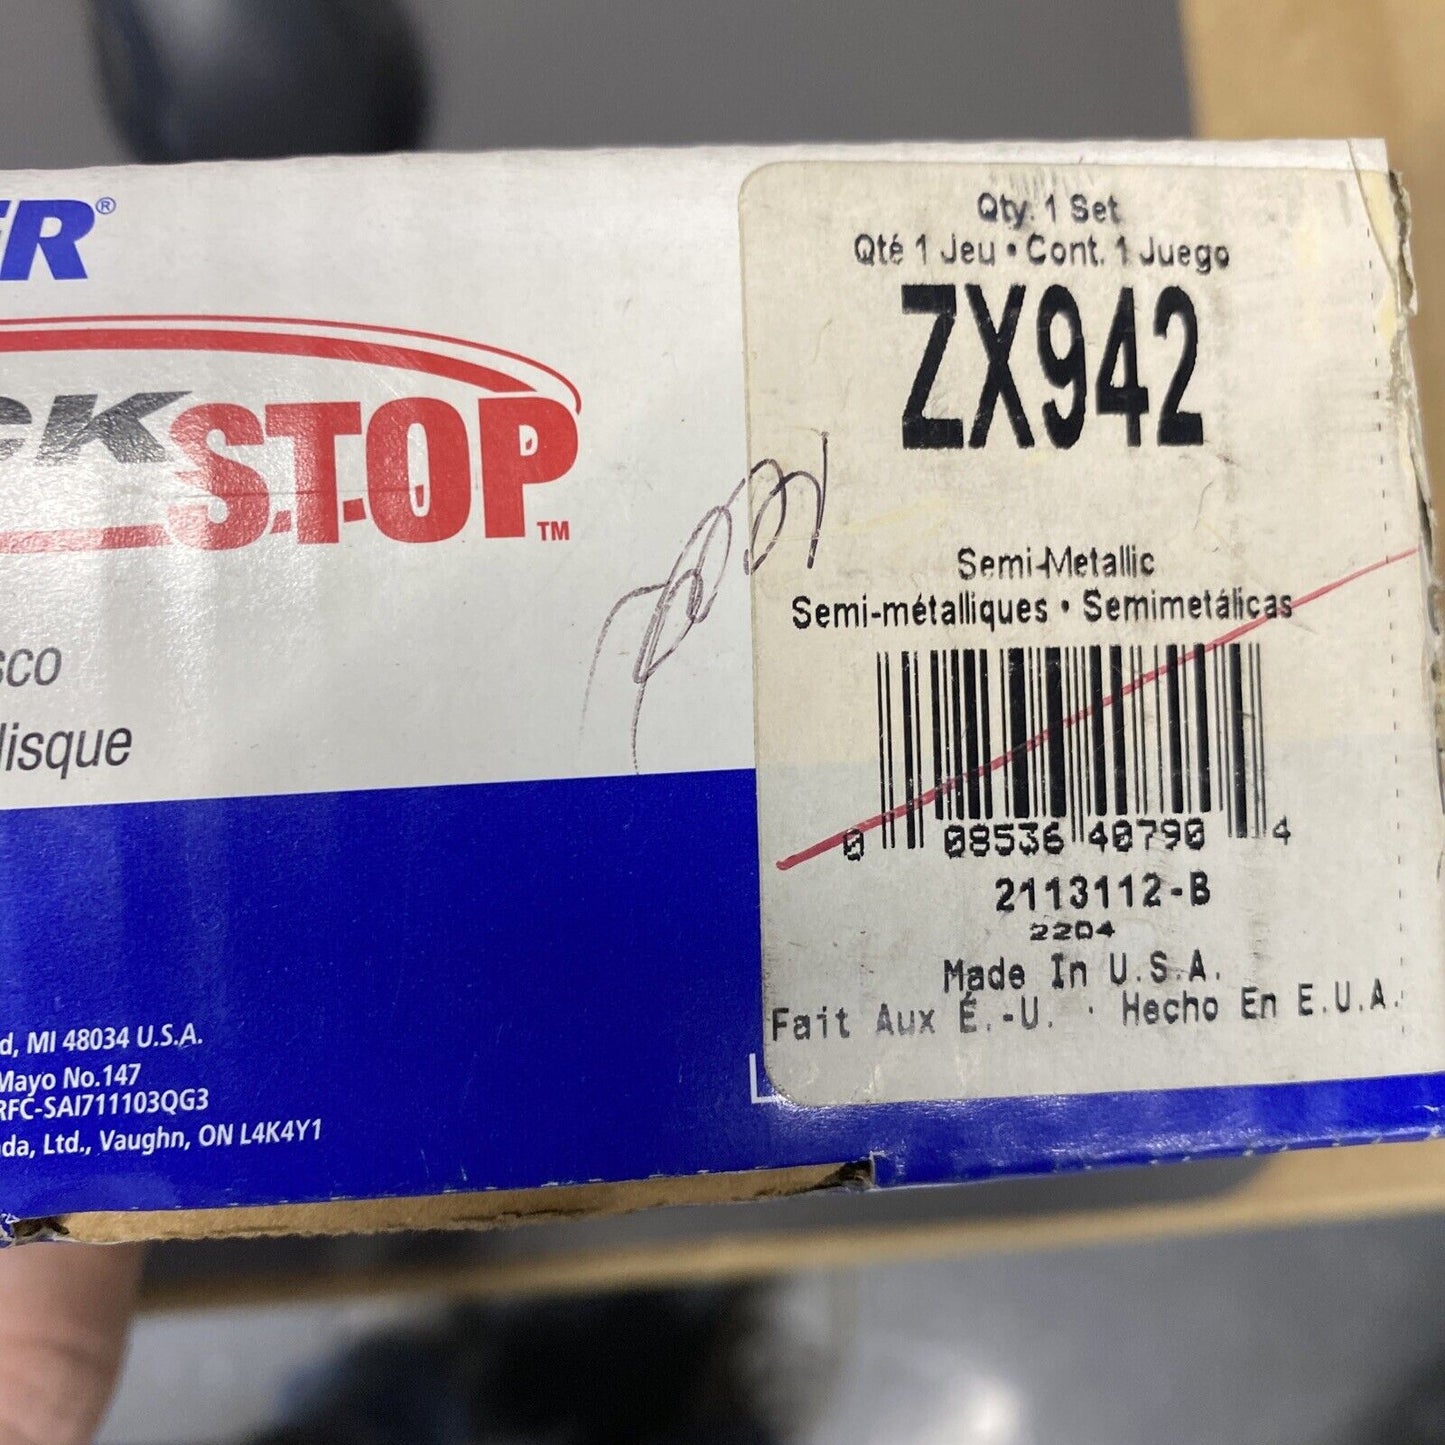 ER®
CK STOP™
sco
disque
d, MI 48034 U.S.A.
Mayo No.147
RFC-SAI711103QG3
da, Ltd., Vaughn, ON L4K4Y1
Qty. 1 Set
Qté 1 Jeu • Cont. 1 Juego
ZX942
Semi-Metallic
Semi-métalliques • Semimetálicas
0 08536 40790 4
2113112-B
2204
Made In U.S.A.
Fait Aux É.-U. · Hecho En E.U.A.